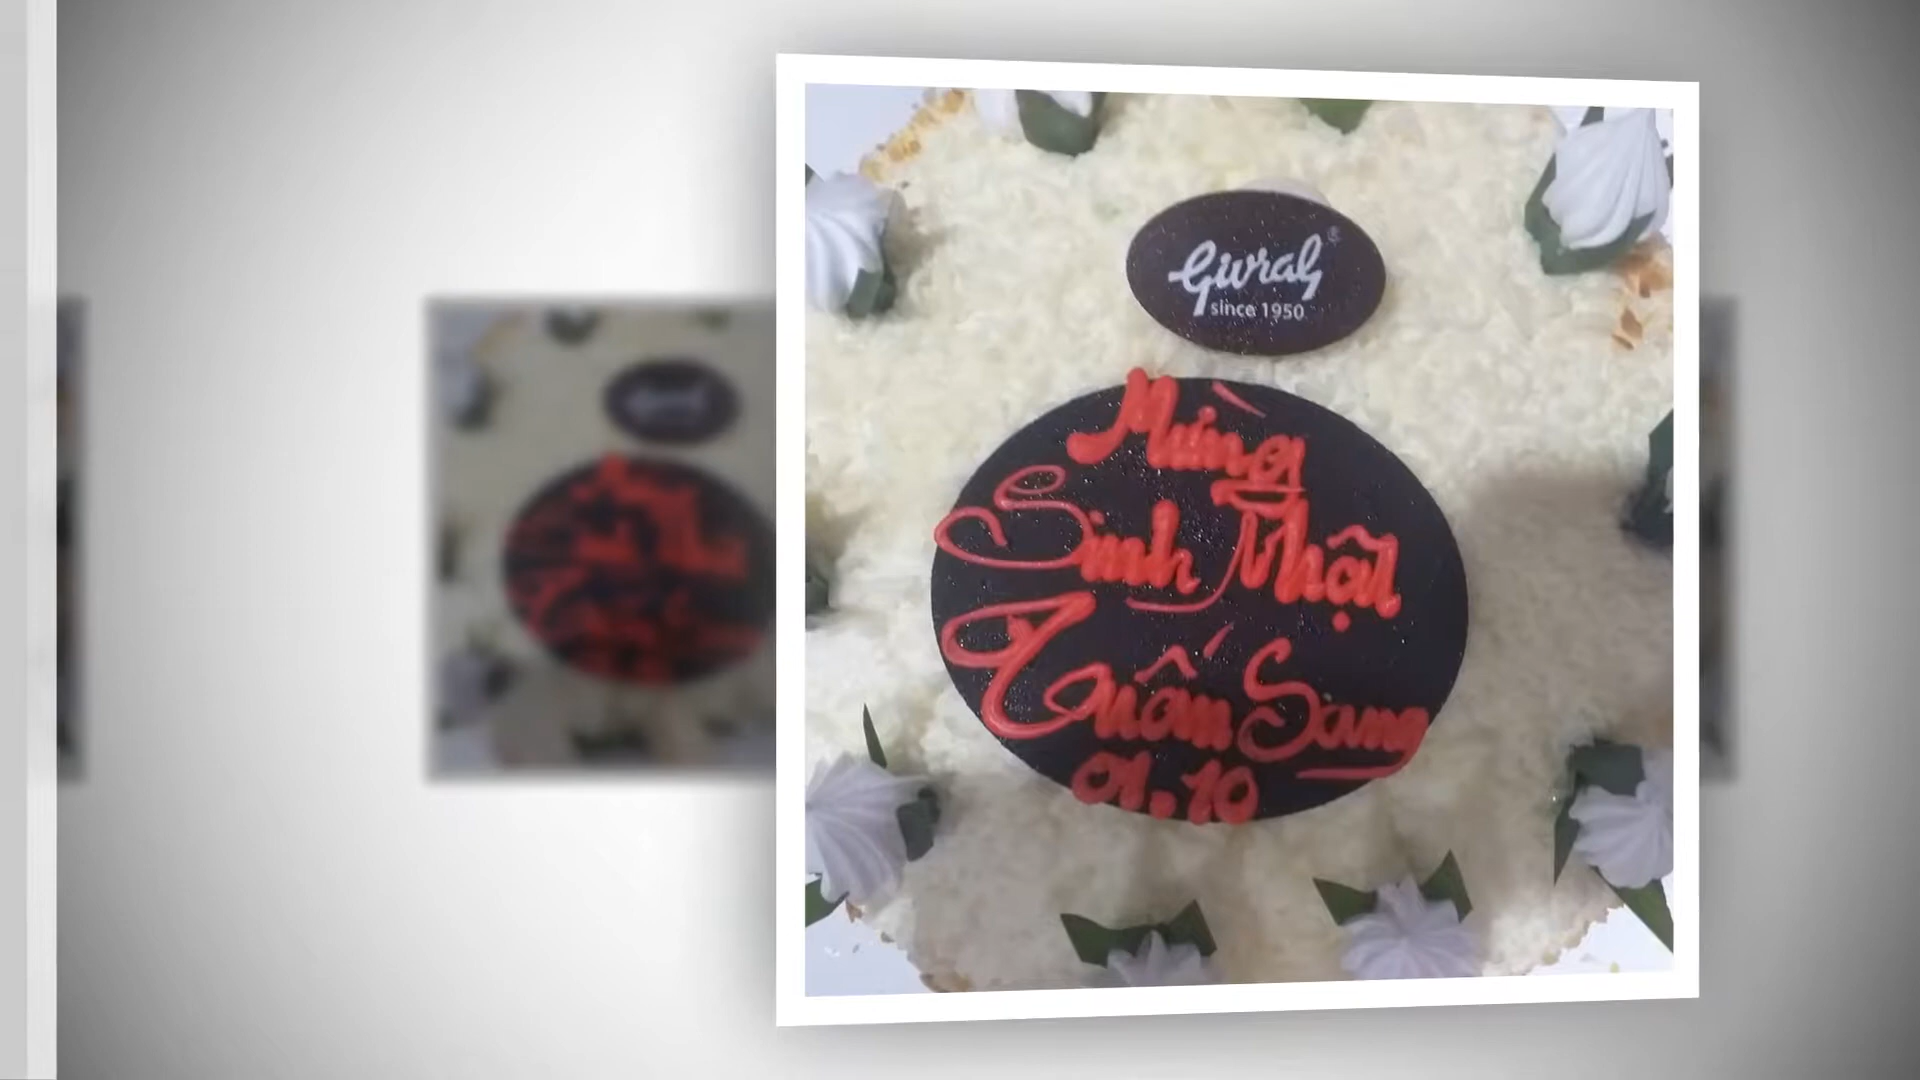 Givral®
since 1950
Mừng
Sinh Nhật
Tuấn Sang
01.10